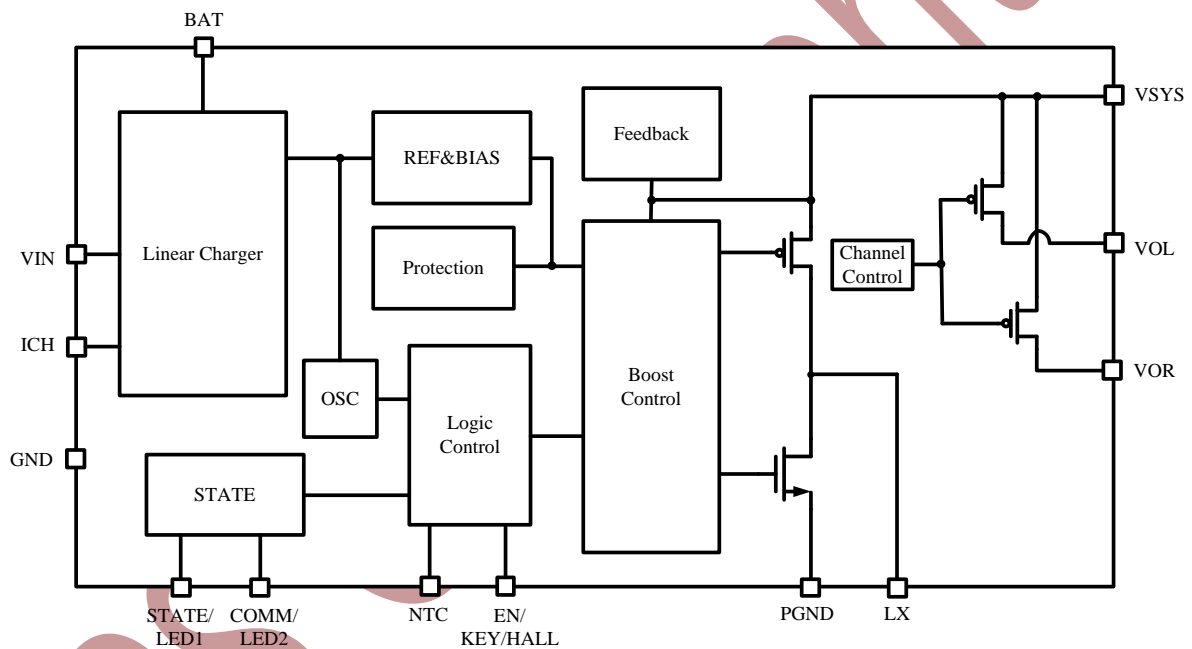 BAT
VSYS
Feedback
REF&BIAS
Linear Charger
VIN
Protection
Channel
Control
VOL
ICH
OSC
Logic
Control
Boost
Control
VOR
GND
STATE
STATE/
LED1
COMM/
LED2
NTC
EN/
KEY/HALL
PGND
LX